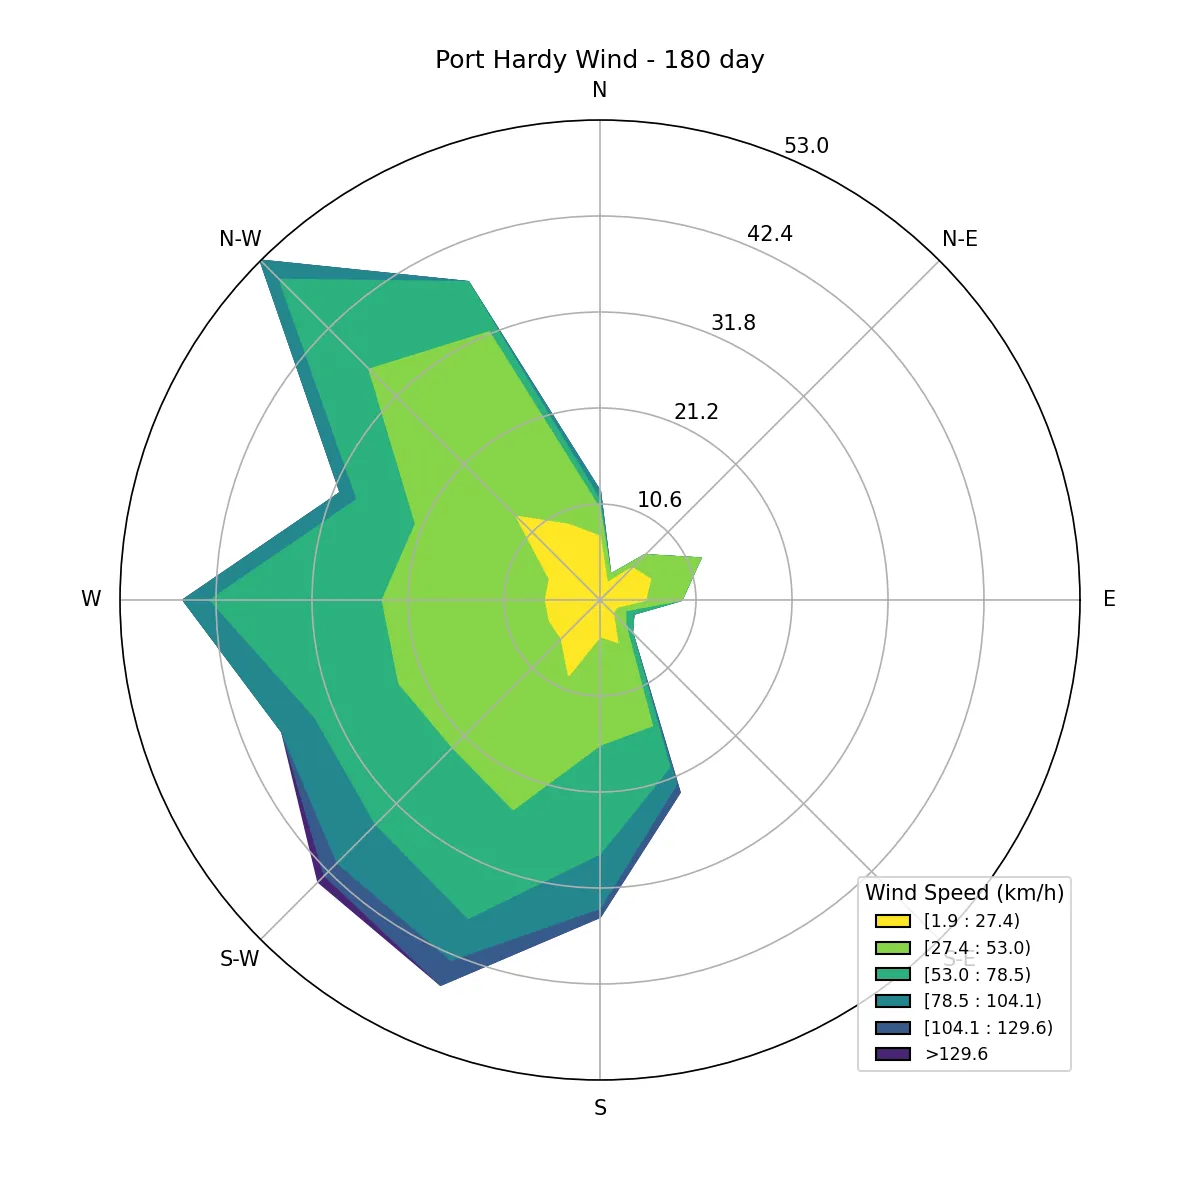 Port Hardy Wind - 180 day
N
53.0
N-W
42.4
N-E
31.8
21.2
10.6
W
E
Wind Speed (km/h)
[1.9 : 27.4)
[27.4 : 53.0)
S-W
S-E
[53.0 : 78.5)
[78.5 : 104.1)
[104.1 : 129.6)
>129.6
S